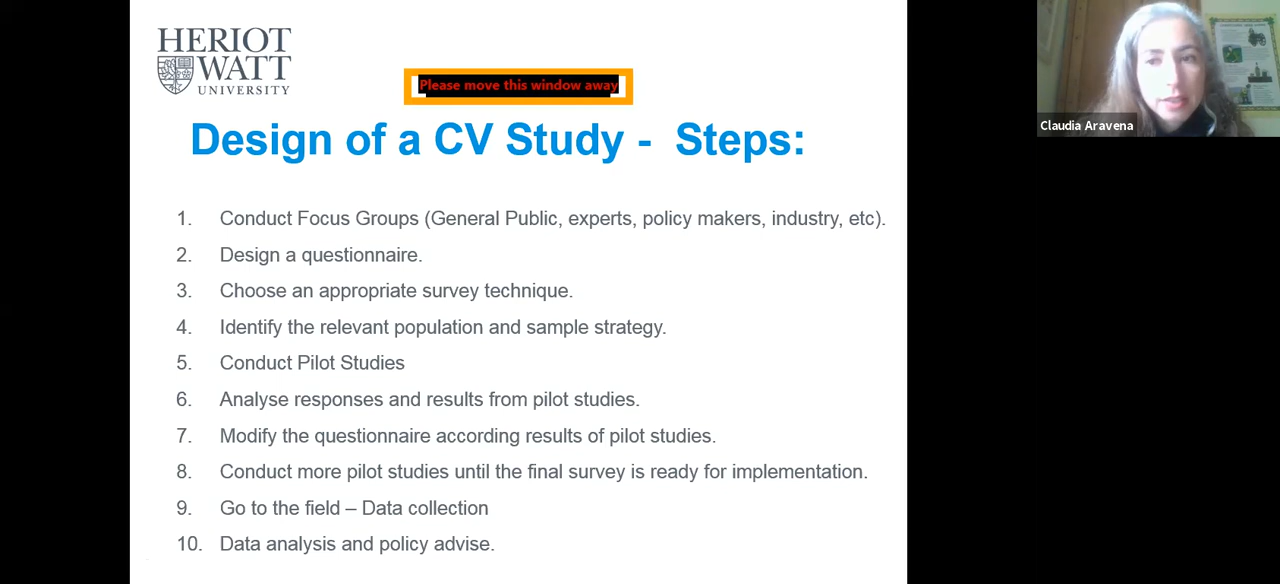 HERIOT
WATT
UNIVERSITY
Please move this window away
Claudia Aravena
Design of a CV Study - Steps:
1. Conduct Focus Groups (General Public, experts, policy makers, industry, etc).
2. Design a questionnaire.
3. Choose an appropriate survey technique.
4. Identify the relevant population and sample strategy.
5. Conduct Pilot Studies
6. Analyse responses and results from pilot studies.
7. Modify the questionnaire according results of pilot studies.
8. Conduct more pilot studies until the final survey is ready for implementation.
9. Go to the field – Data collection
10. Data analysis and policy advise.